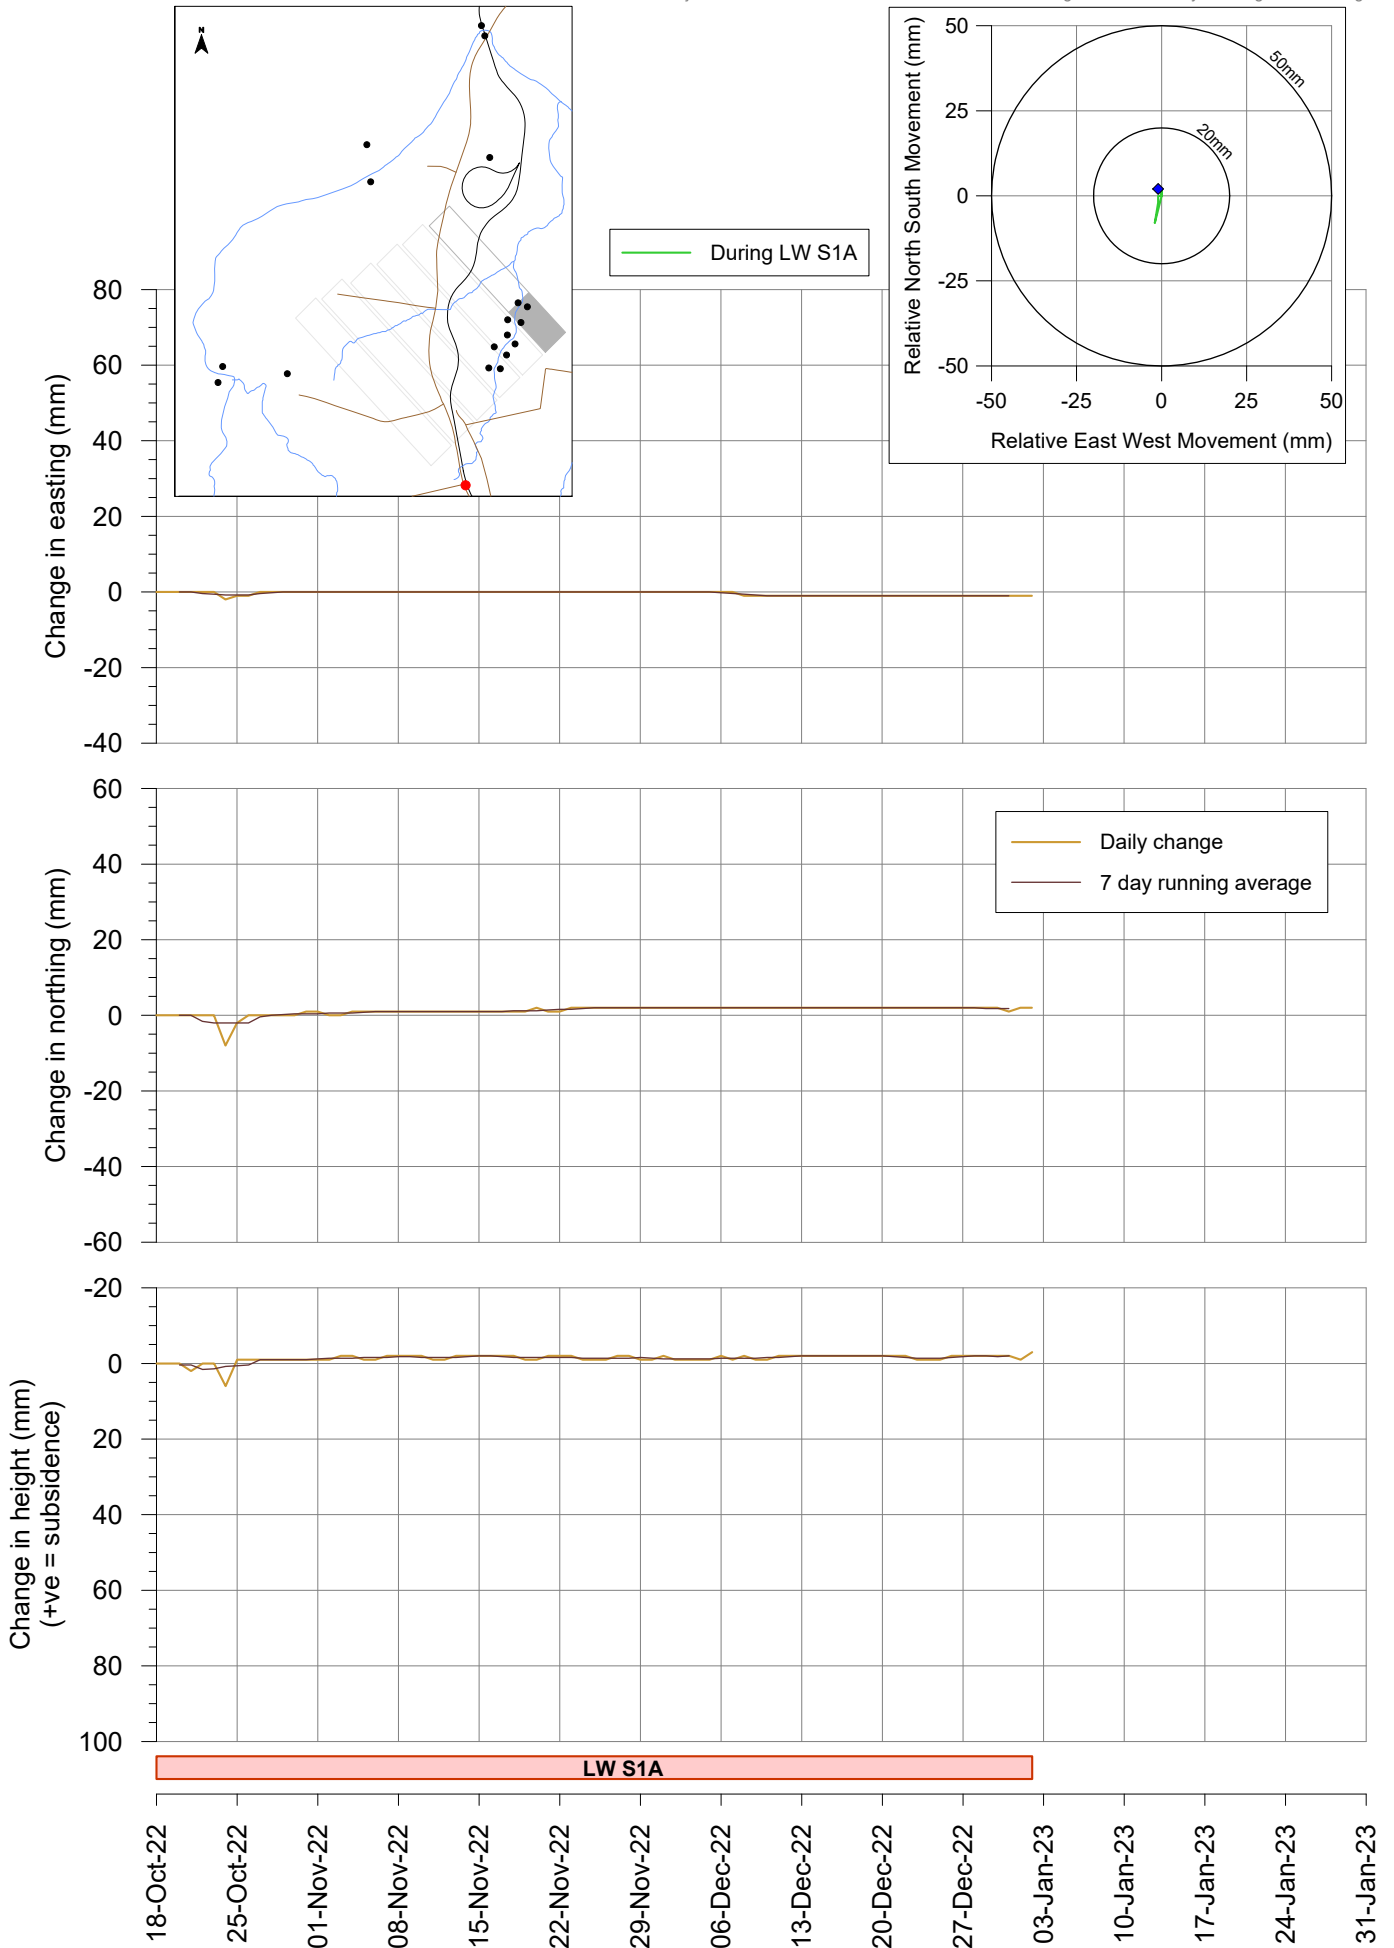 N
50mm
20mm
50
25
0
-25
-50
-50
-25
0
25
50
Relative North South Movement (mm)
Relative East West Movement (mm)
During LW S1A
80
60
40
20
0
-20
-40
Change in easting (mm)
60
40
20
0
-20
-40
-60
Change in northing (mm)
Daily change
7 day running average
-20
0
20
40
60
80
100
Change in height (mm)
(+ve = subsidence)
LW S1A
18-Oct-22
25-Oct-22
01-Nov-22
08-Nov-22
15-Nov-22
22-Nov-22
29-Nov-22
06-Dec-22
13-Dec-22
20-Dec-22
27-Dec-22
03-Jan-23
10-Jan-23
17-Jan-23
24-Jan-23
31-Jan-23